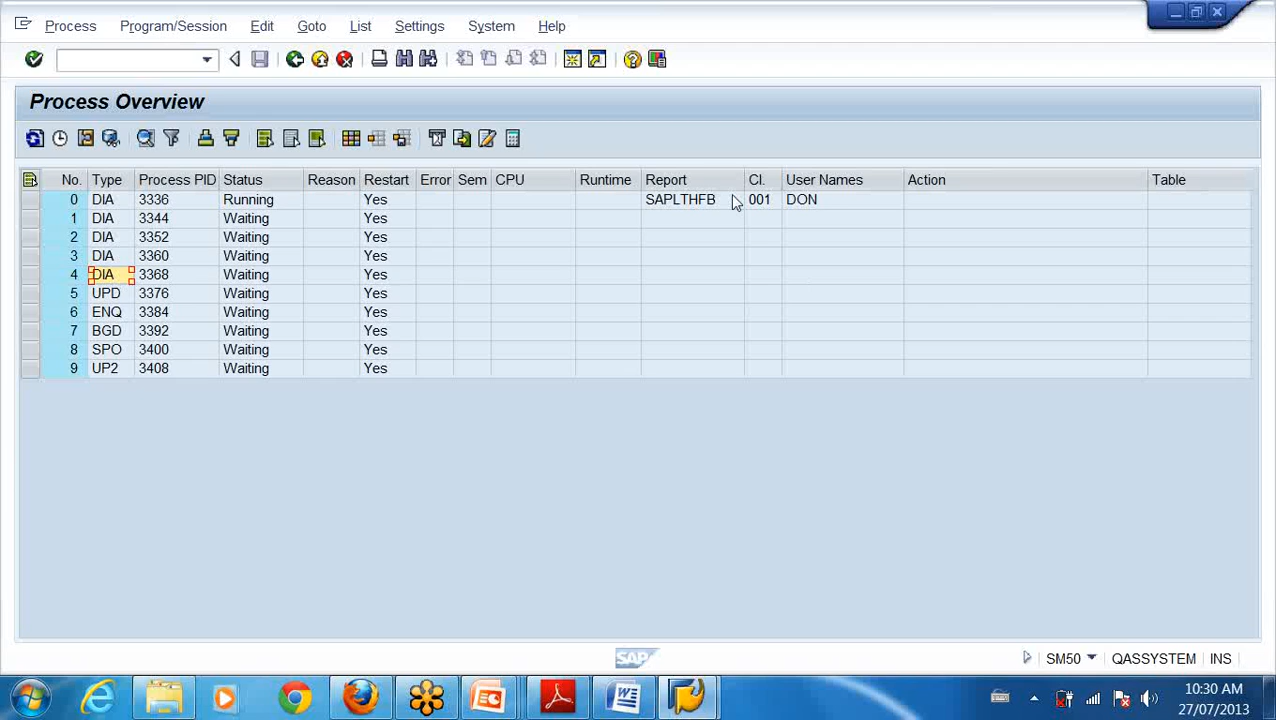 Process Program/Session Edit Goto List Settings System Help
Process Overview
No. Type Process PID Status Reason Restart Error Sem CPU Runtime Report Cl. User Names Action Table
0 DIA 3336 Running Yes SAPLTHFB 001 DON
1 DIA 3344 Waiting Yes
2 DIA 3352 Waiting Yes
3 DIA 3360 Waiting Yes
4 DIA 3368 Waiting Yes
5 UPD 3376 Waiting Yes
6 ENQ 3384 Waiting Yes
7 BGD 3392 Waiting Yes
8 SPO 3400 Waiting Yes
9 UP2 3408 Waiting Yes
SAP SM50 QASSYSTEM INS
10:30 AM
27/07/2013